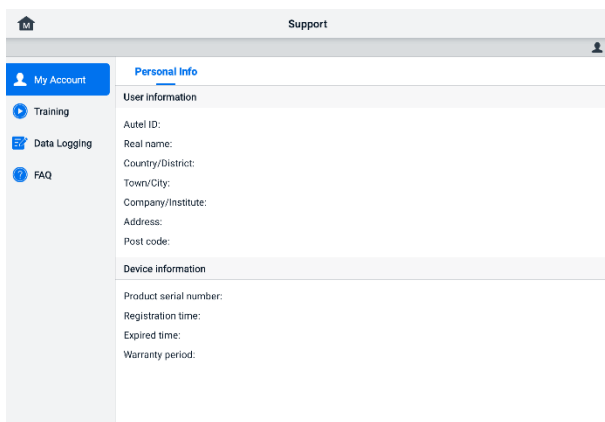 M
Support
My Account
Training
Data Logging
? FAQ
Personal Info
User information
Autel ID:
Real name:
Country/District:
Town/City:
Company/Institute:
Address:
Post code:
Device information
Product serial number:
Registration time:
Expired time:
Warranty period: